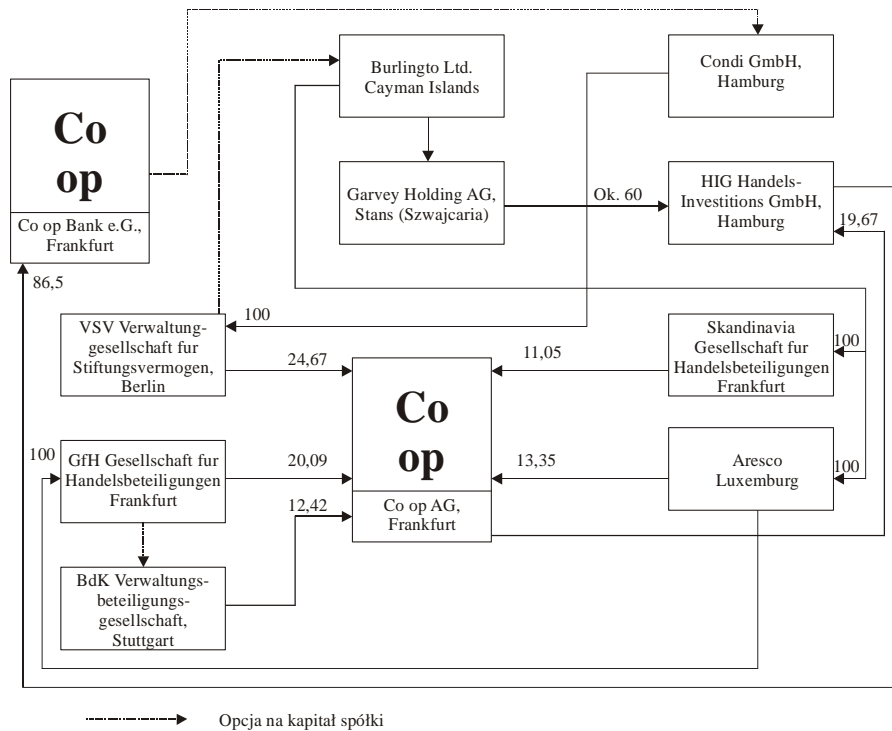 Burlingto Ltd.
Cayman Islands
Condi GmbH,
Hamburg
Co
op
Co op Bank e.G.,
Frankfurt
Garvey Holding AG,
Stans (Szwajcaria)
Ok. 60
HIG Handels-
Investitions GmbH,
Hamburg
19,67
86,5
100
VSV Verwaltung-
gesellschaft fur
Stiftungsvermogen,
Berlin
24,67
11,05
Skandinavia
Gesellschaft fur
Handelsbeteiligungen
Frankfurt
100
Co
op
Co op AG,
Frankfurt
100
GfH Gesellschaft fur
Handelsbeteiligungen
Frankfurt
20,09
12,42
13,35
Aresco
Luxemburg
100
BdK Verwaltungs-
beteiligungs-
gesellschaft,
Stuttgart
Opcja na kapitał spółki